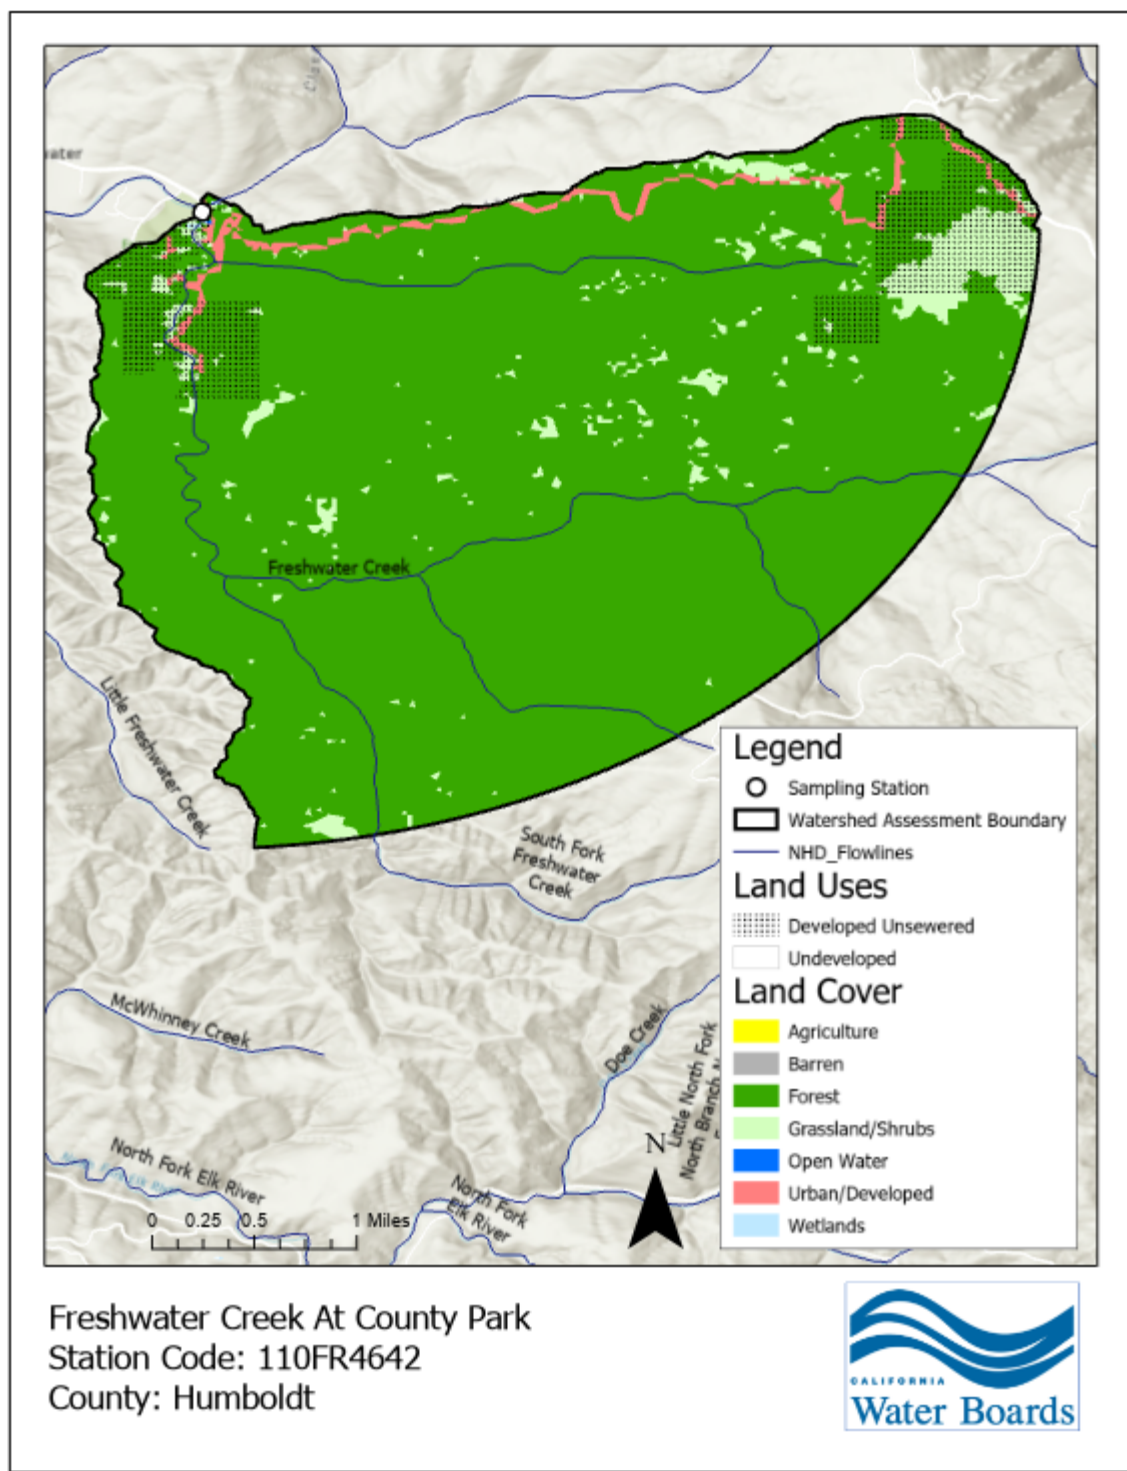 Clas
water
Freshwater Creek
Little Freshwater Creek
South Fork
Freshwater
Creek
McWhinney Creek
Doe Creek
Little North Fork
North Branch N
North Fork Elk River
North Fork
Elk River
N
0 0.25 0.5 1 Miles
Legend
Sampling Station
Watershed Assessment Boundary
NHD_Flowlines
Land Uses
Developed Unsewered
Undeveloped
Land Cover
Agriculture
Barren
Forest
Grassland/Shrubs
Open Water
Urban/Developed
Wetlands
Freshwater Creek At County Park
Station Code: 110FR4642
County: Humboldt
CALIFORNIA
Water Boards